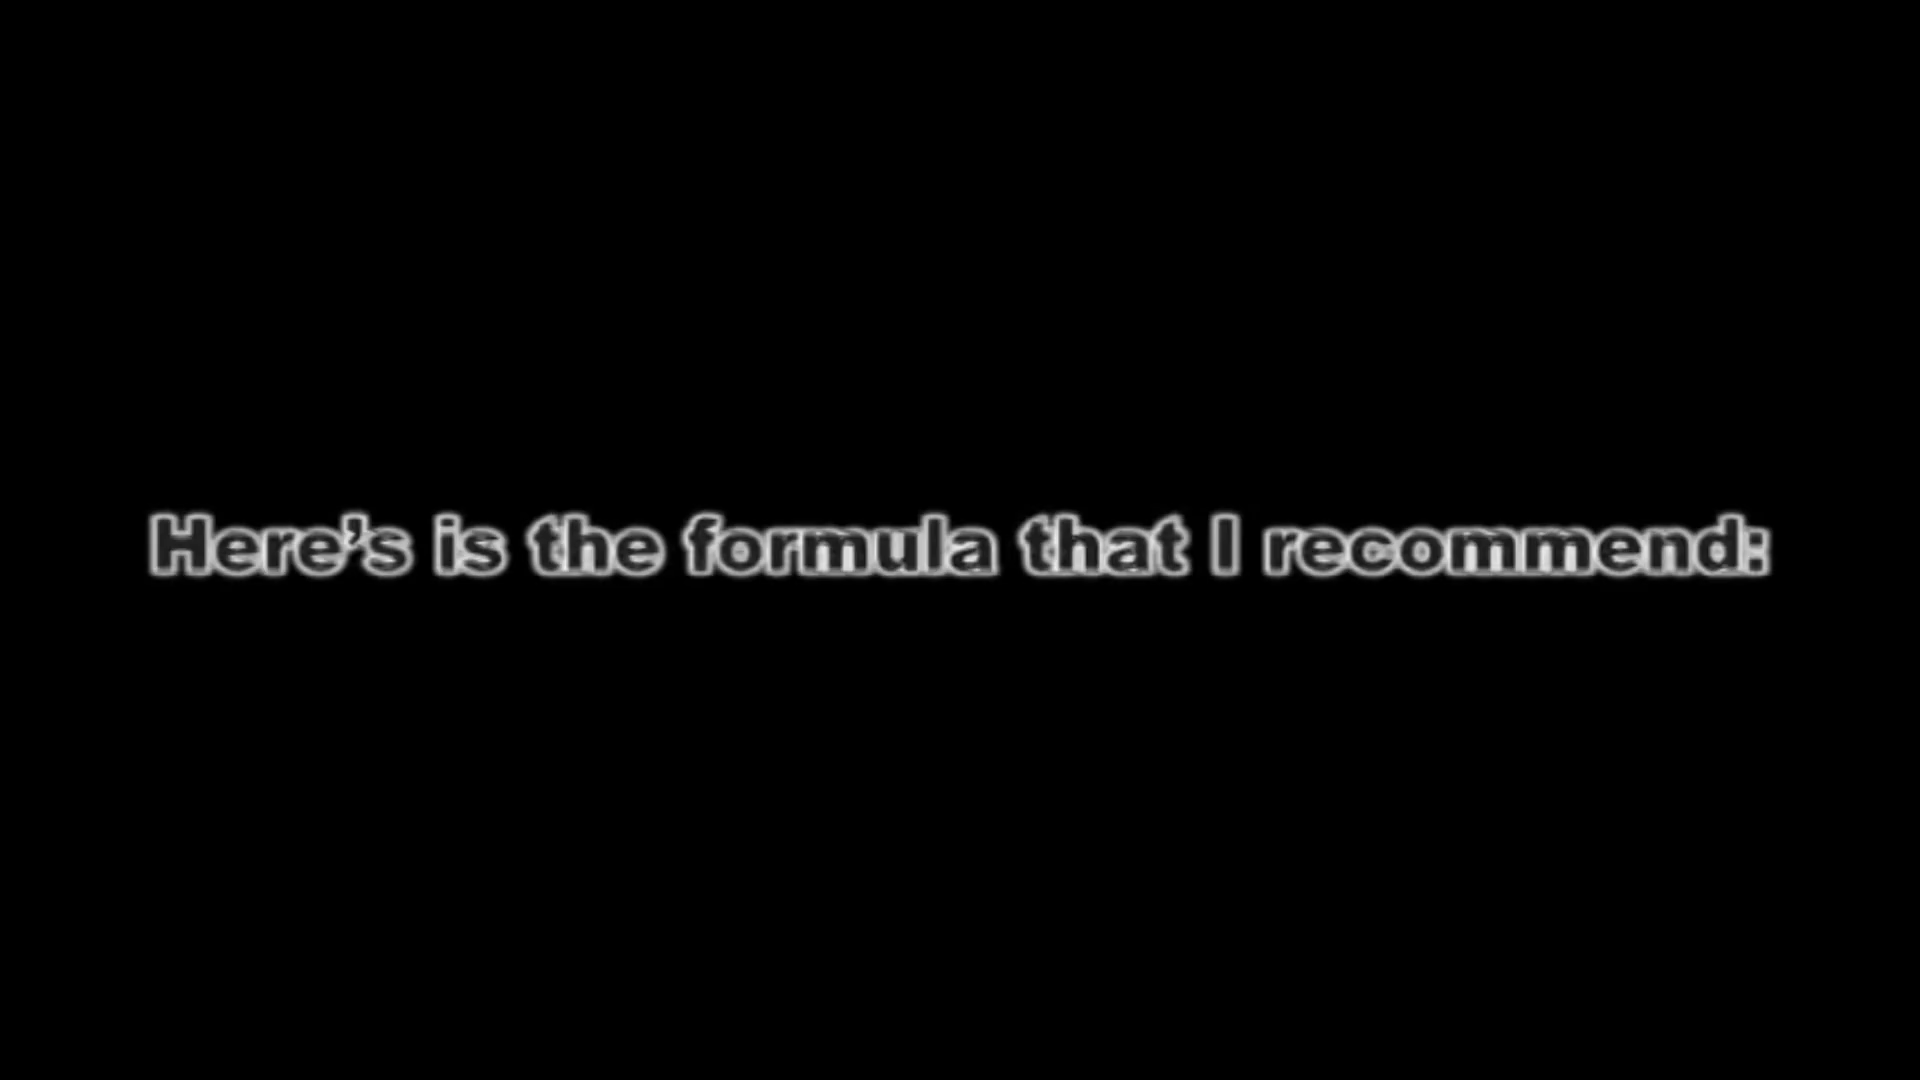 Here’s is the formula that I recommend: